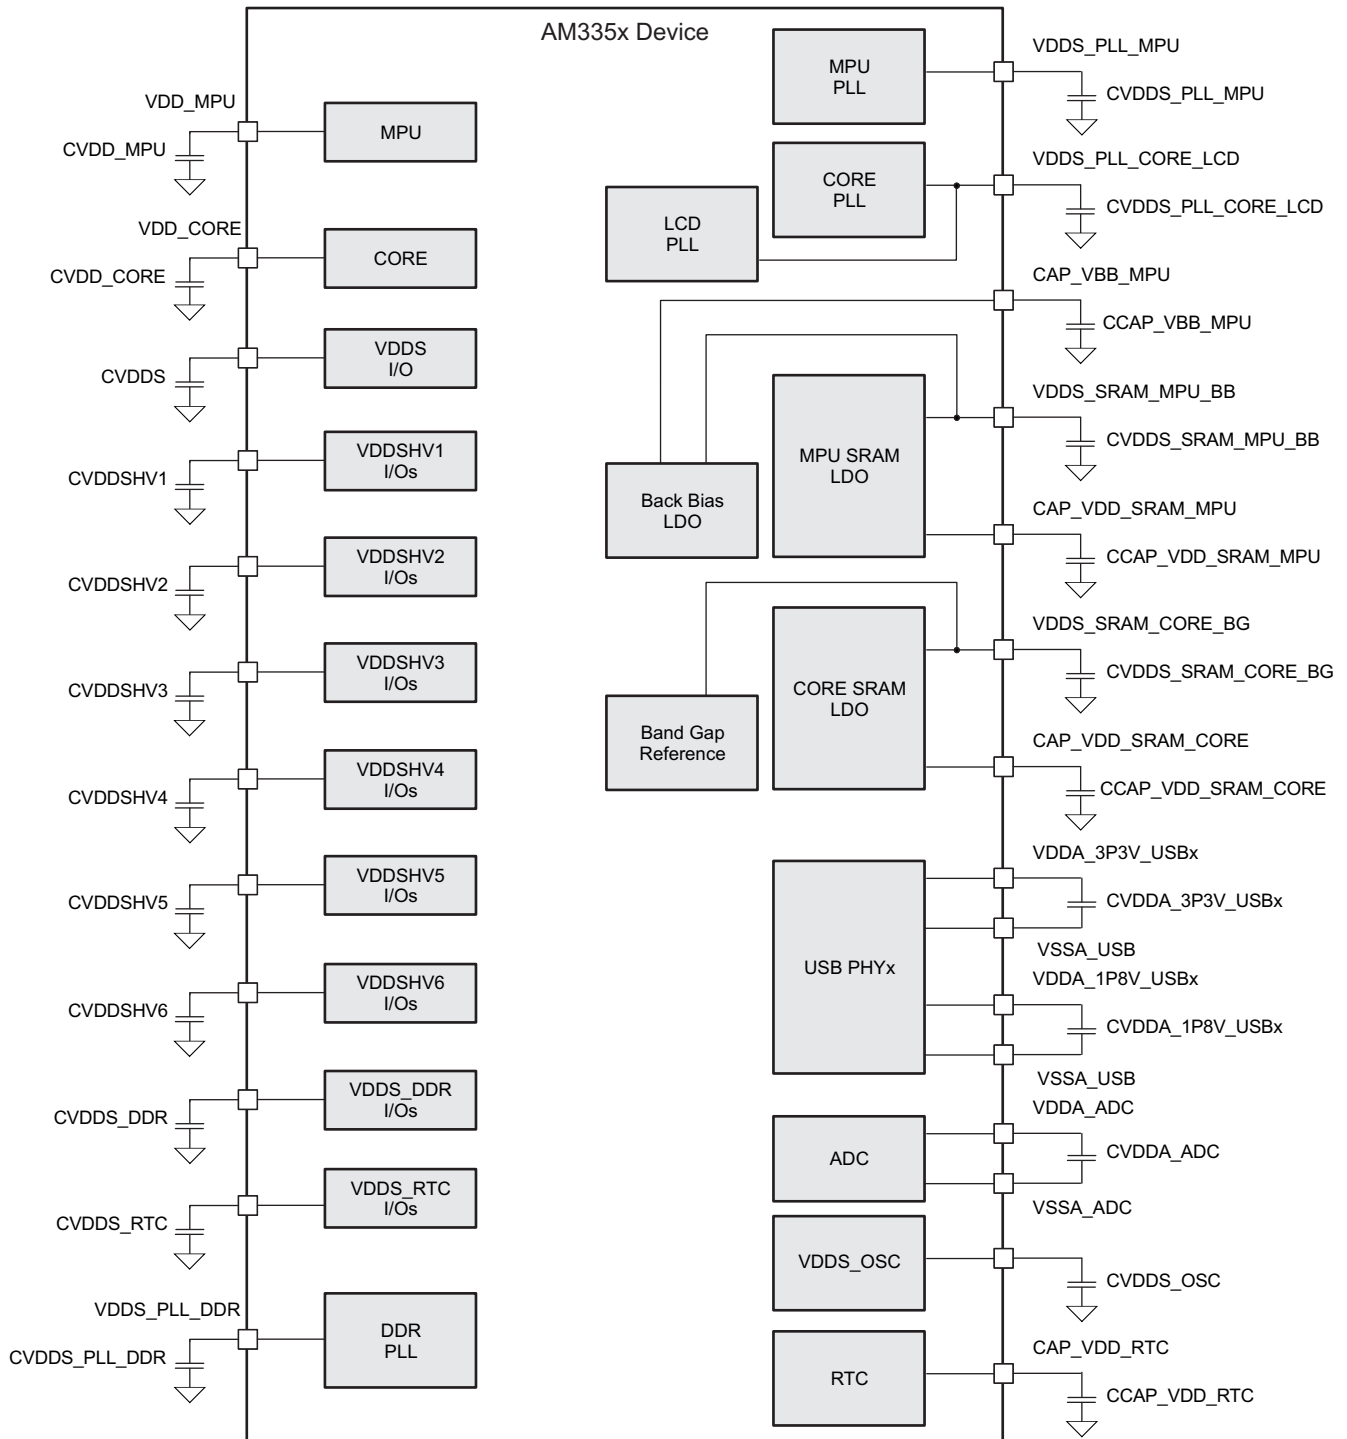 AM335x Device
VDD_MPU
CVDD_MPU
MPU
VDD_CORE
CVDD_CORE
CORE
CVDDS
VDDS
I/O
CVDDSHV1
VDDSHV1
I/Os
CVDDSHV2
VDDSHV2
I/Os
CVDDSHV3
VDDSHV3
I/Os
CVDDSHV4
VDDSHV4
I/Os
CVDDSHV5
VDDSHV5
I/Os
CVDDSHV6
VDDSHV6
I/Os
CVDDS_DDR
VDDS_DDR
I/Os
CVDDS_RTC
VDDS_RTC
I/Os
VDDS_PLL_DDR
CVDDS_PLL_DDR
DDR
PLL
MPU
PLL
VDDS_PLL_MPU
CVDDS_PLL_MPU
CORE
PLL
VDDS_PLL_CORE_LCD
CVDDS_PLL_CORE_LCD
LCD
PLL
CAP_VBB_MPU
CCAP_VBB_MPU
MPU SRAM
LDO
VDDS_SRAM_MPU_BB
CVDDS_SRAM_MPU_BB
Back Bias
LDO
CAP_VDD_SRAM_MPU
CCAP_VDD_SRAM_MPU
CORE SRAM
LDO
VDDS_SRAM_CORE_BG
CVDDS_SRAM_CORE_BG
Band Gap
Reference
CAP_VDD_SRAM_CORE
CCAP_VDD_SRAM_CORE
USB PHYx
VDDA_3P3V_USBx
CVDDA_3P3V_USBx
VSSA_USB
VDDA_1P8V_USBx
CVDDA_1P8V_USBx
VSSA_USB
ADC
VDDA_ADC
CVDDA_ADC
VSSA_ADC
VDDS_OSC
CVDDS_OSC
RTC
CAP_VDD_RTC
CCAP_VDD_RTC